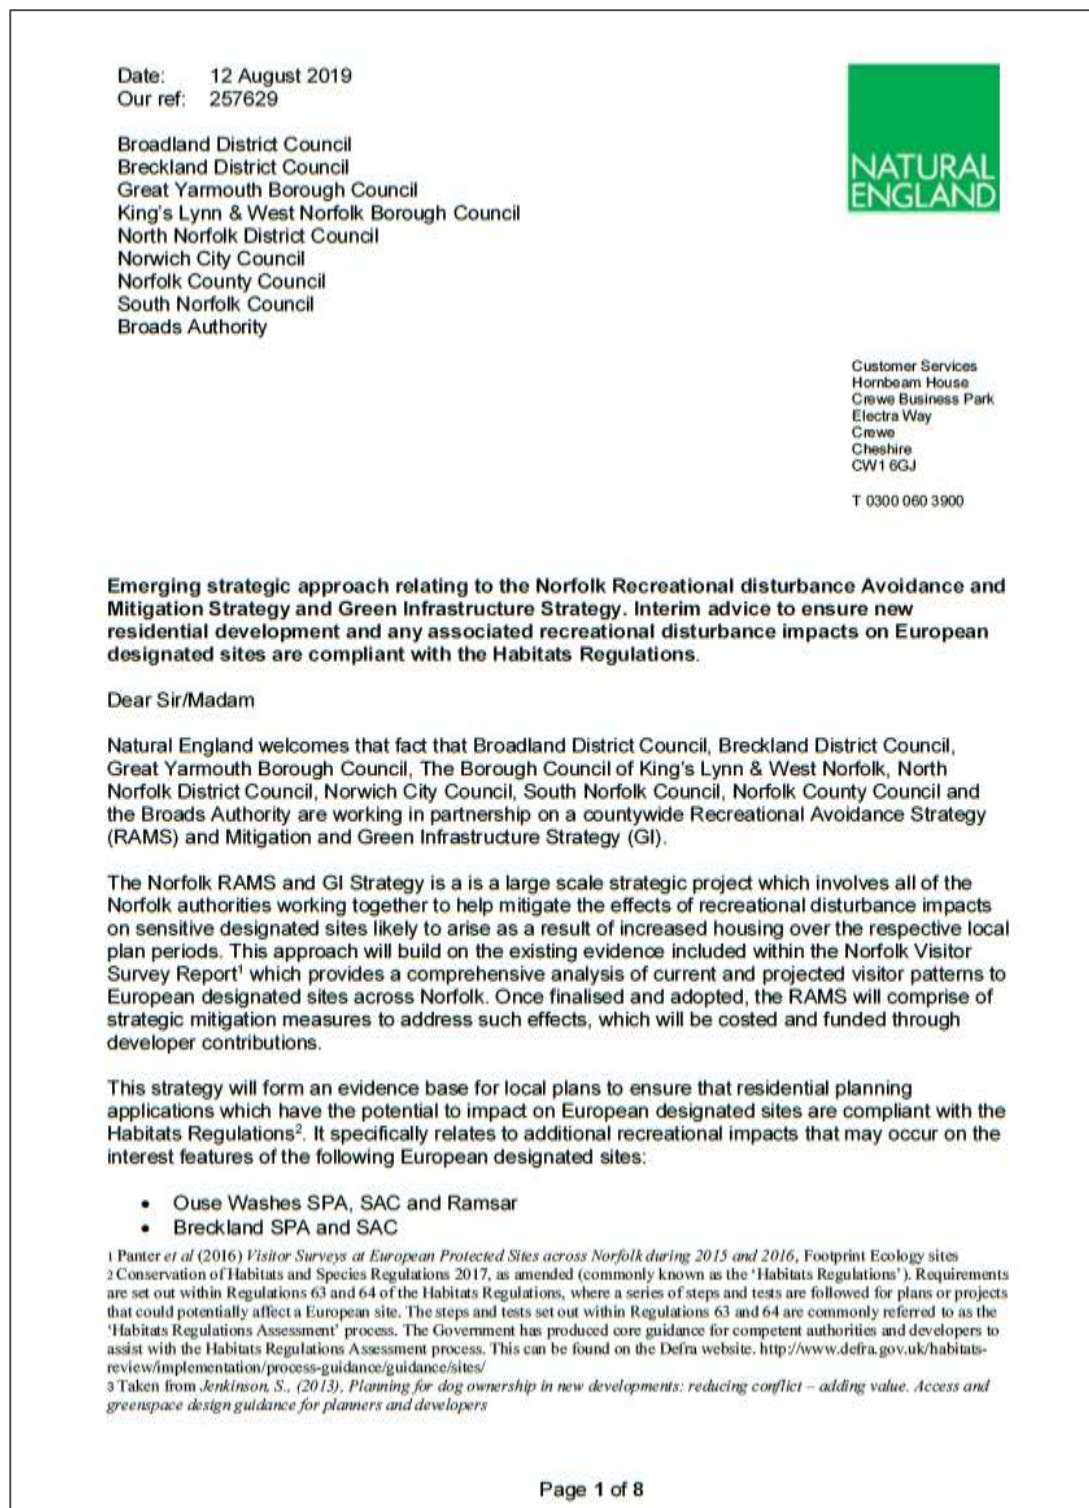 Date: 12 August 2019
Our ref: 257629
Broadland District Council
Breckland District Council
Great Yarmouth Borough Council
King's Lynn & West Norfolk Borough Council
North Norfolk District Council
Norwich City Council
Norfolk County Council
South Norfolk Council
Broads Authority
NATURAL
ENGLAND
Customer Services
Hornbeam House
Crewe Business Park
Electra Way
Crewe
Cheshire
CW1 6GJ
T 0300 060 3900
Emerging strategic approach relating to the Norfolk Recreational disturbance Avoidance and
Mitigation Strategy and Green Infrastructure Strategy. Interim advice to ensure new
residential development and any associated recreational disturbance impacts on European
designated sites are compliant with the Habitats Regulations.
Dear Sir/Madam
Natural England welcomes that fact that Broadland District Council, Breckland District Council,
Great Yarmouth Borough Council, The Borough Council of King's Lynn & West Norfolk, North
Norfolk District Council, Norwich City Council, South Norfolk Council, Norfolk County Council and
the Broads Authority are working in partnership on a countywide Recreational Avoidance Strategy
(RAMS) and Mitigation and Green Infrastructure Strategy (GI).
The Norfolk RAMS and GI Strategy is a is a large scale strategic project which involves all of the
Norfolk authorities working together to help mitigate the effects of recreational disturbance impacts
on sensitive designated sites likely to arise as a result of increased housing over the respective local
plan periods. This approach will build on the existing evidence included within the Norfolk Visitor
Survey Report¹ which provides a comprehensive analysis of current and projected visitor patterns to
European designated sites across Norfolk. Once finalised and adopted, the RAMS will comprise of
strategic mitigation measures to address such effects, which will be costed and funded through
developer contributions.
This strategy will form an evidence base for local plans to ensure that residential planning
applications which have the potential to impact on European designated sites are compliant with the
Habitats Regulations². It specifically relates to additional recreational impacts that may occur on the
interest features of the following European designated sites:
• Ouse Washes SPA, SAC and Ramsar
• Breckland SPA and SAC
1 Panter et al (2016) Visitor Surveys at European Protected Sites across Norfolk during 2015 and 2016, Footprint Ecology sites
2 Conservation of Habitats and Species Regulations 2017, as amended (commonly known as the 'Habitats Regulations'). Requirements
are set out within Regulations 63 and 64 of the Habitats Regulations, where a series of steps and tests are followed for plans or projects
that could potentially affect a European site. The steps and tests set out within Regulations 63 and 64 are commonly referred to as the
'Habitats Regulations Assessment' process. The Government has produced core guidance for competent authorities and developers to
assist with the Habitats Regulations Assessment process. This can be found on the Defra website. http://www.defra.gov.uk/habitats-
review/implementation/process-guidance/guidance/sites/
3 Taken from Jenkinson, S., (2013), Planning for dog ownership in new developments: reducing conflict – adding value. Access and
greenspace design guidance for planners and developers
Page 1 of 8